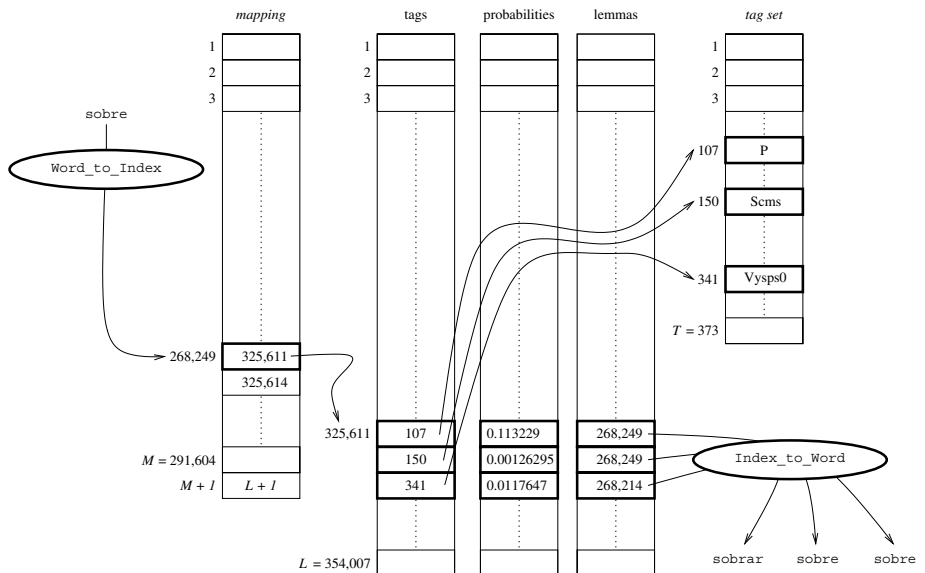 mapping tags probabilities lemmas tag set
1 1 1
2 2 2
3 3 3
sobre
Word_to_Index
107 P
150 Scms
341 Vysps0
T = 373
268,249 325,611
325,614
325,611 107 0.113229 268,249
M = 291,604 150 0.00126295 268,249 Index_to_Word
M + 1 L + 1 341 0.0117647 268,214
L = 354,007
sobrar sobre sobre